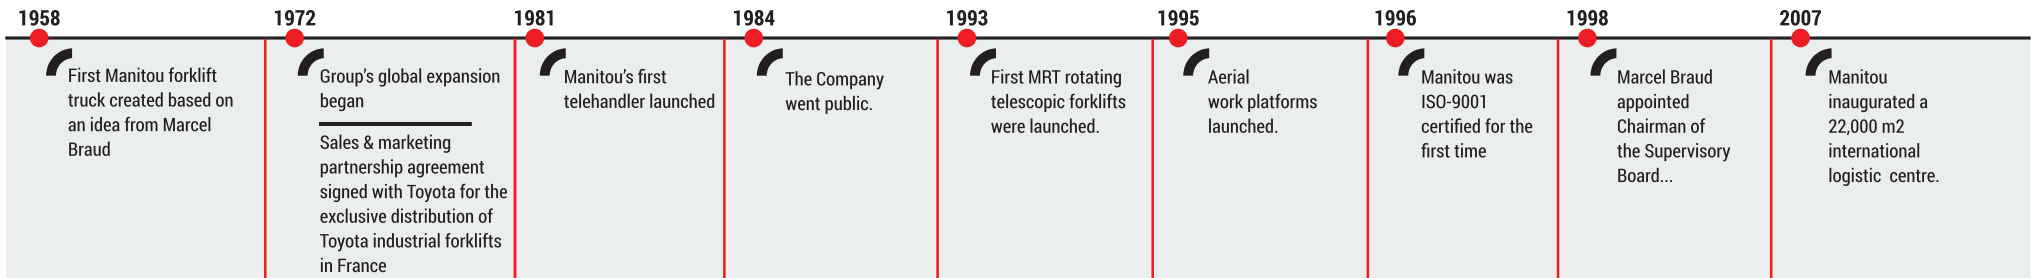 1958
First Manitou forklift
truck created based on
an idea from Marcel
Braud
1972
Group's global expansion
began
Sales & marketing
partnership agreement
signed with Toyota for the
exclusive distribution of
Toyota industrial forklifts
in France
1981
Manitou's first
telehandler launched
1984
The Company
went public.
1993
First MRT rotating
telescopic forklifts
were launched.
1995
Aerial
work platforms
launched.
1996
Manitou was
ISO-9001
certified for the
first time
1998
Marcel Braud
appointed
Chairman of
the Supervisory
Board...
2007
Manitou
inaugurated a
22,000 m2
international
logistic centre.